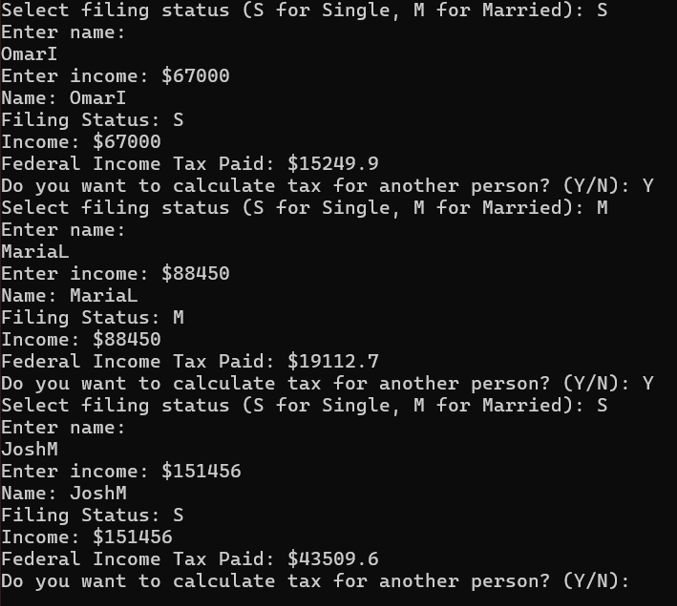 Select filing status (S for Single, M for Married): S
Enter name:
OmarI
Enter income: $67000
Name: OmarI
Filing Status: S
Income: $67000
Federal Income Tax Paid: $15249.9
Do you want to calculate tax for another person? (Y/N): Y
Select filing status (S for Single, M for Married): M
Enter name:
MariaL
Enter income: $88450
Name: MariaL
Filing Status: M
Income: $88450
Federal Income Tax Paid: $19112.7
Do you want to calculate tax for another person? (Y/N): Y
Select filing status (S for Single, M for Married): S
Enter name:
JoshM
Enter income: $151456
Name: JoshM
Filing Status: S
Income: $151456
Federal Income Tax Paid: $43509.6
Do you want to calculate tax for another person? (Y/N):